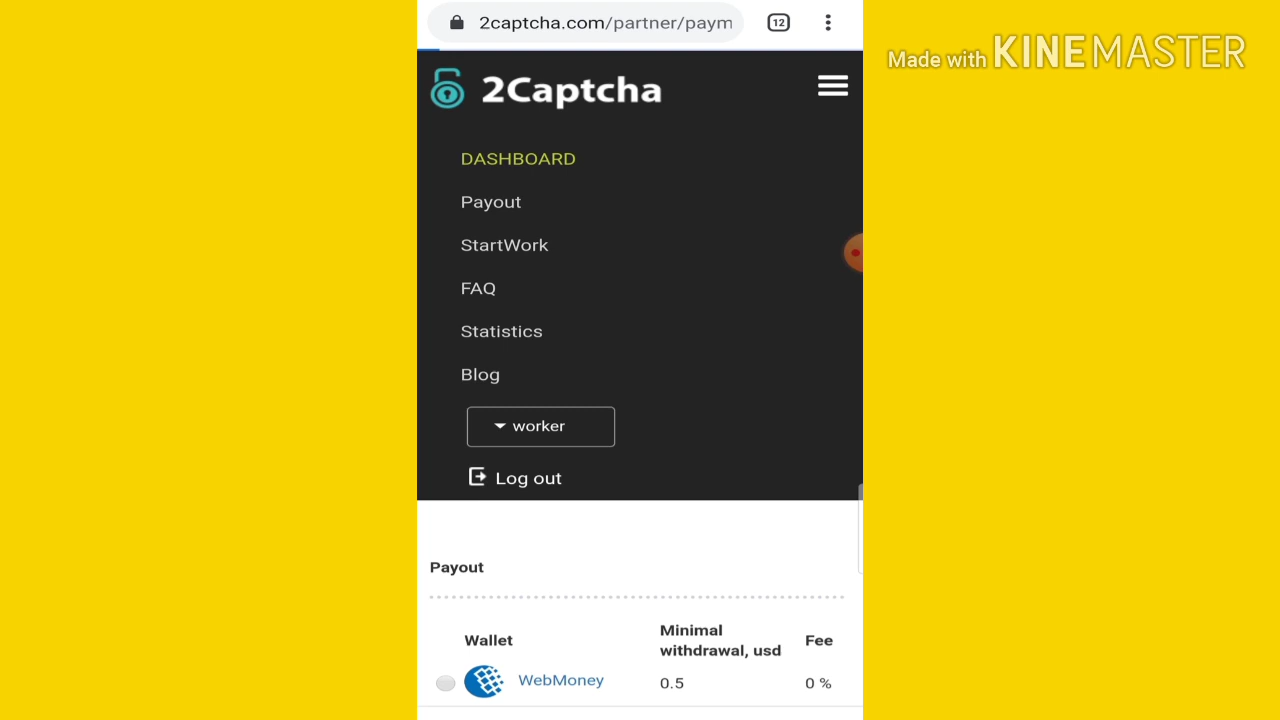 2captcha.com/partner/paym
12
Made with KINEMASTER
2Captcha
DASHBOARD
Payout
StartWork
FAQ
Statistics
Blog
worker
Log out
Payout
Wallet Minimal withdrawal, usd Fee
WebMoney 0.5 0 %